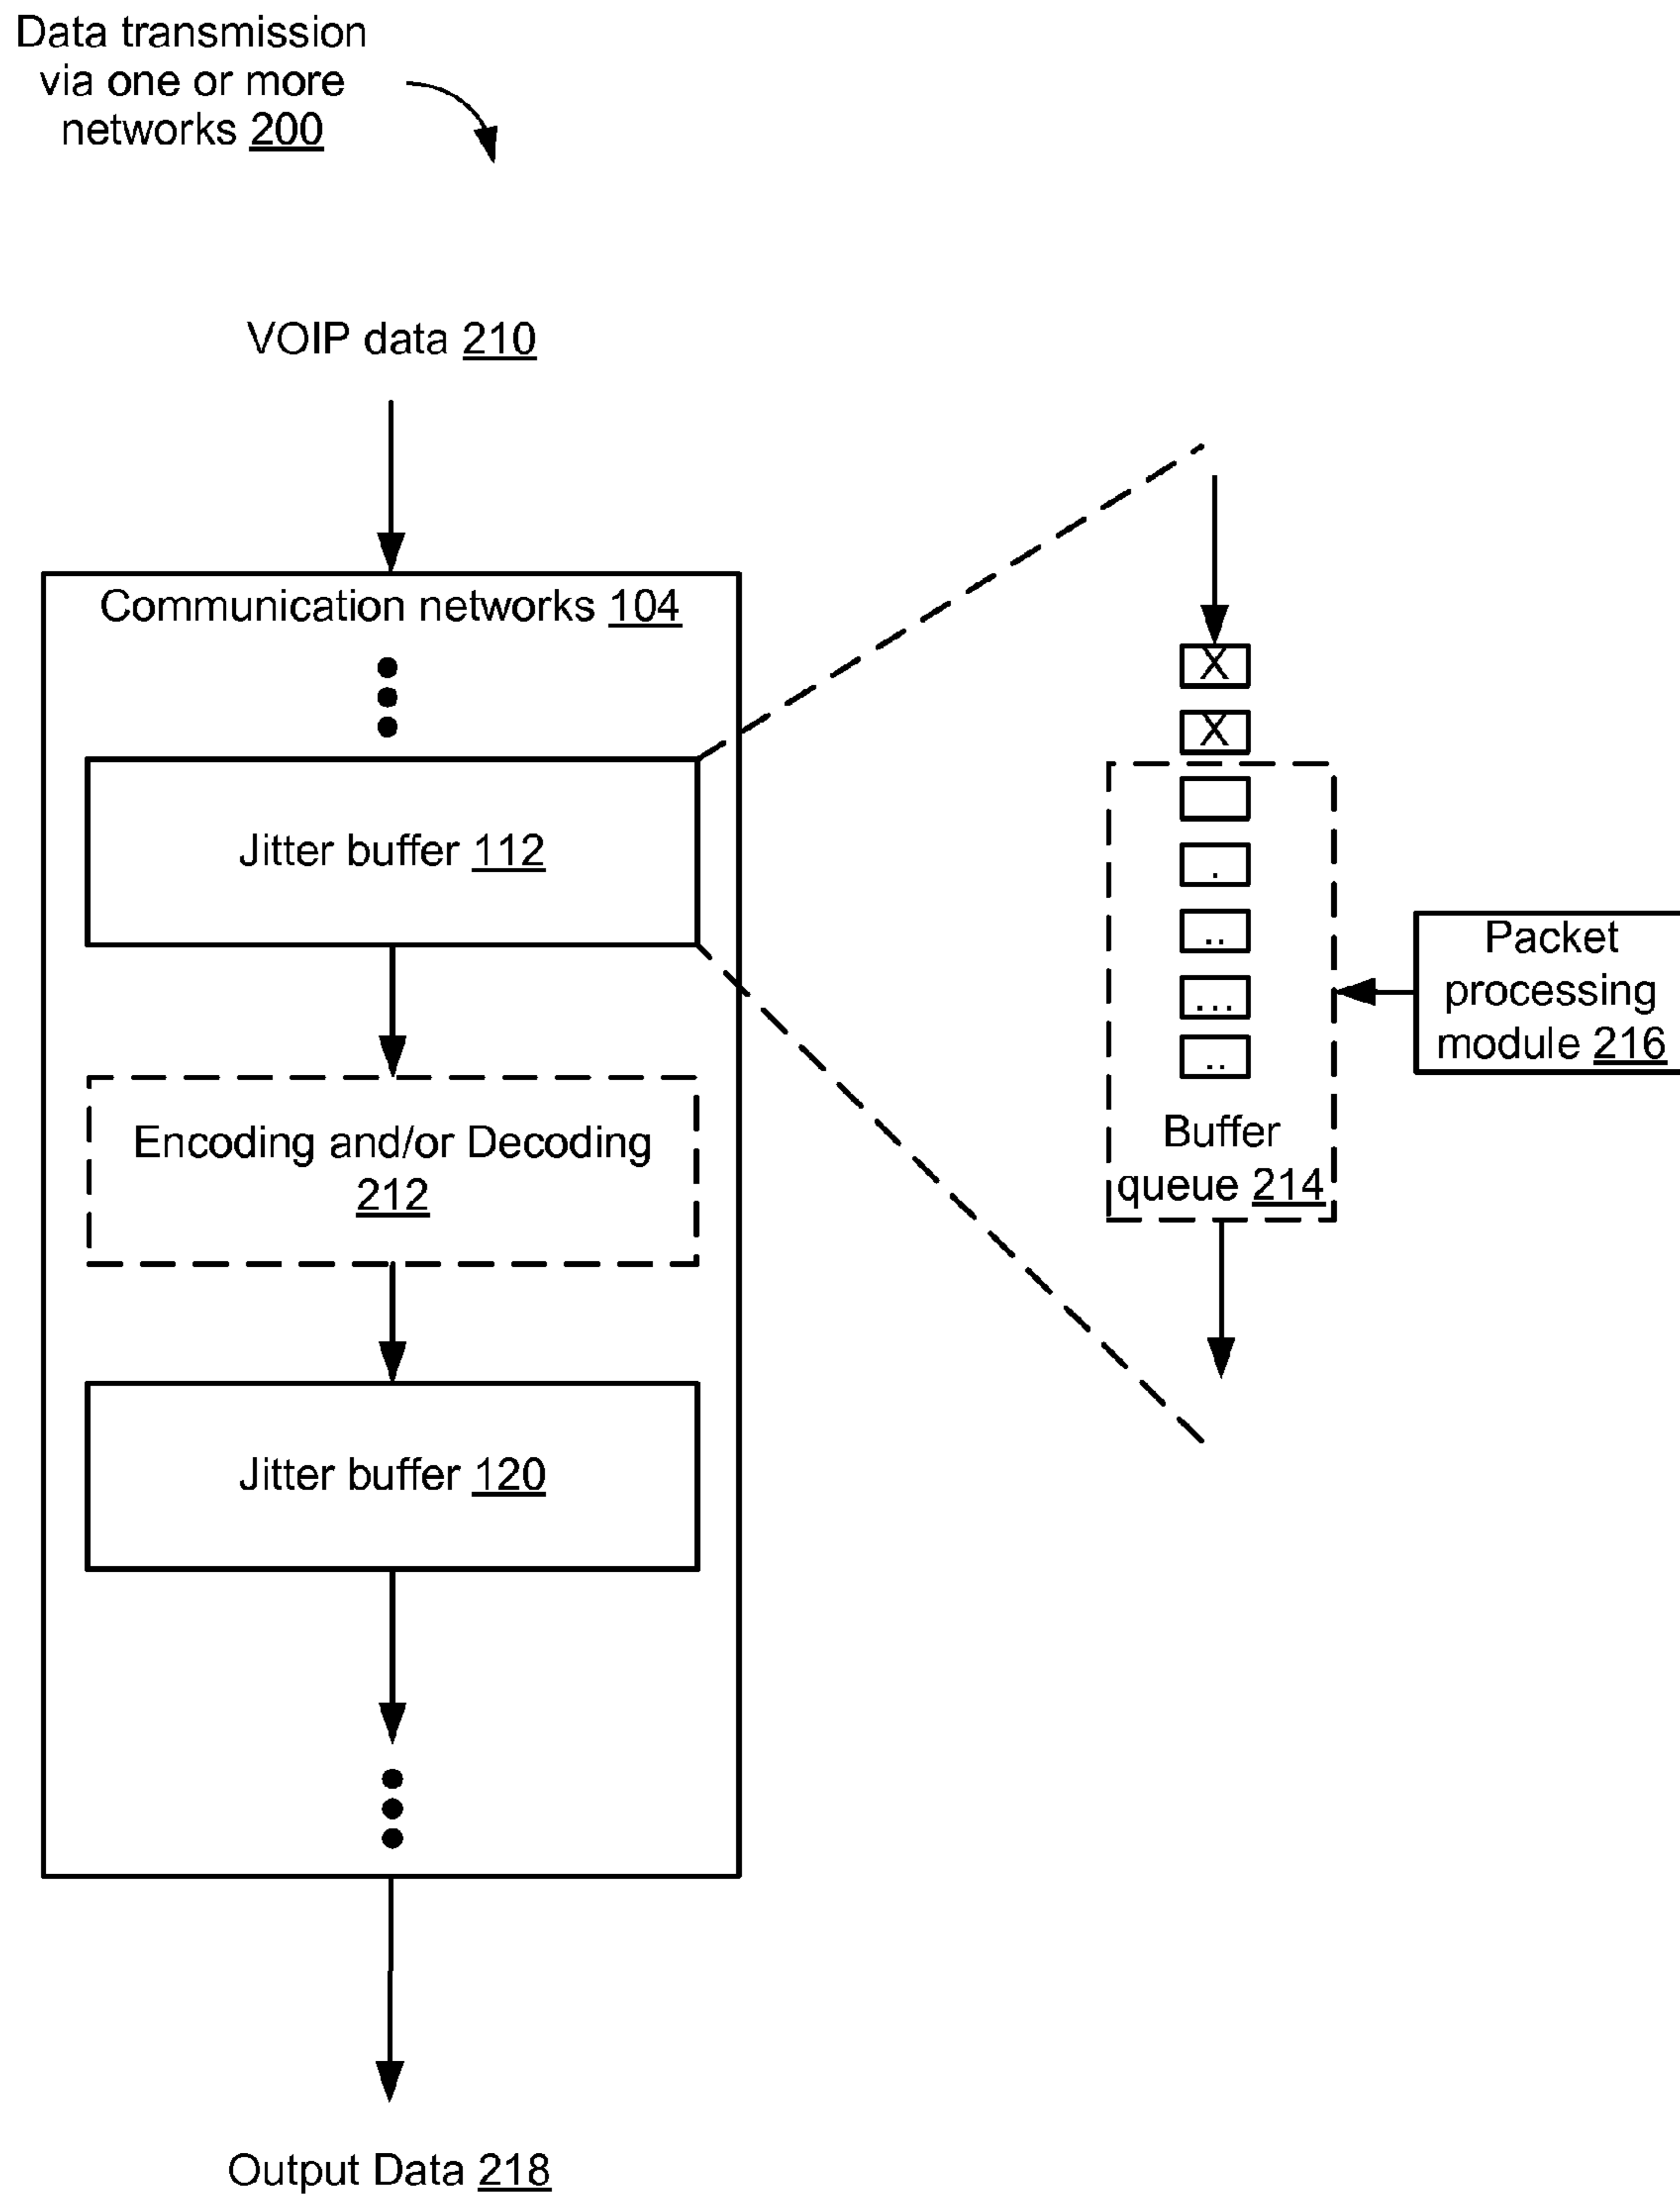 Data transmission
via one or more
networks 200
VOIP data 210
Communication networks 104
Jitter buffer 112
Encoding and/or Decoding
212
Jitter buffer 120
Output Data 218
X
X
.
..
...
..
Buffer
queue 214
Packet
processing
module 216